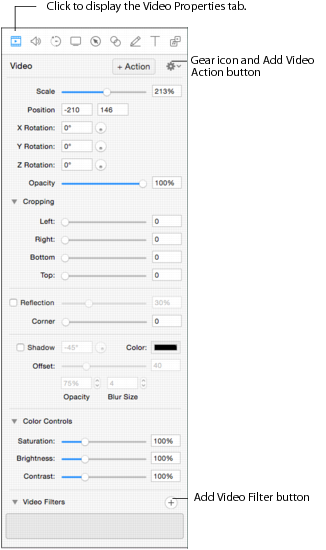 Click to display the Video Properties tab.
Video
+ Action
Gear icon and Add Video
Action button
Scale 213%
Position -210 146
X Rotation: 0°
Y Rotation: 0°
Z Rotation: 0°
Opacity 100%
Cropping
Left: 0
Right: 0
Bottom 0
Top: 0
Reflection 30%
Corner 0
Shadow -45° Color:
Offset: 40
75% 4
Opacity Blur Size
Color Controls
Saturation: 100%
Brightness: 100%
Contrast: 100%
Video Filters
Add Video Filter button